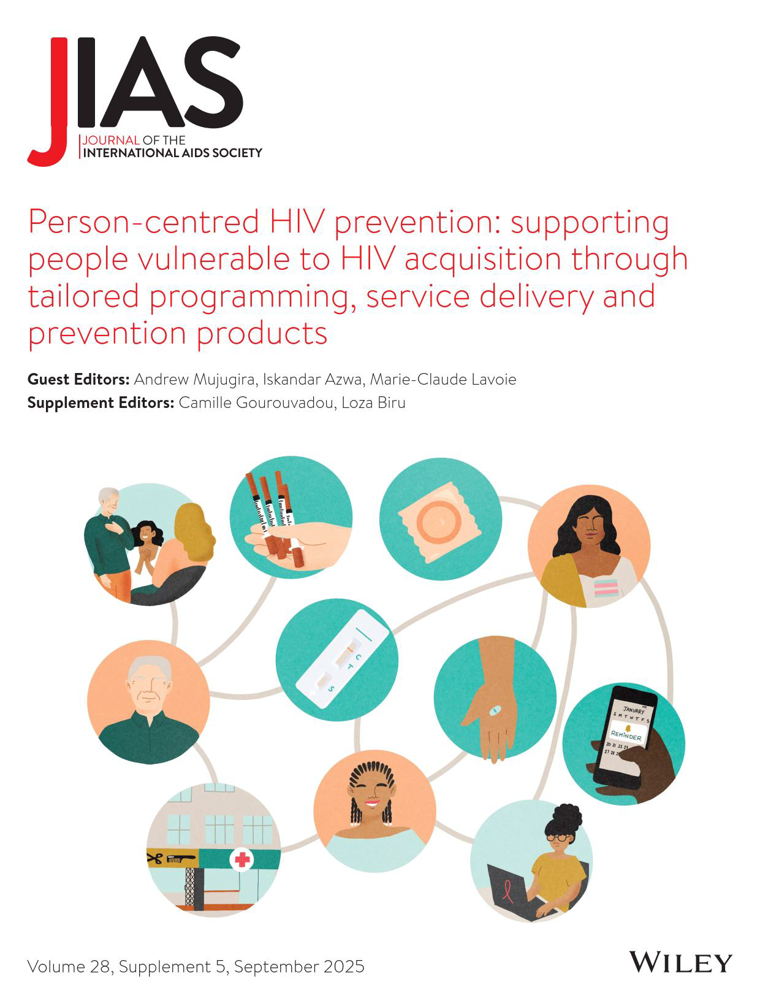 JIAS
JOURNAL OF THE
INTERNATIONAL AIDS SOCIETY
Person-centred HIV prevention: supporting
people vulnerable to HIV acquisition through
tailored programming, service delivery and
prevention products
Guest Editors: Andrew Mujugira, Iskandar Azwa, Marie-Claude Lavoie
Supplement Editors: Camille Gourouvadou, Loza Biru
C
T
S
JANUARY
S M T W T F S
REMINDER
20 21 22 23
27 28
Volume 28, Supplement 5, September 2025
WILEY